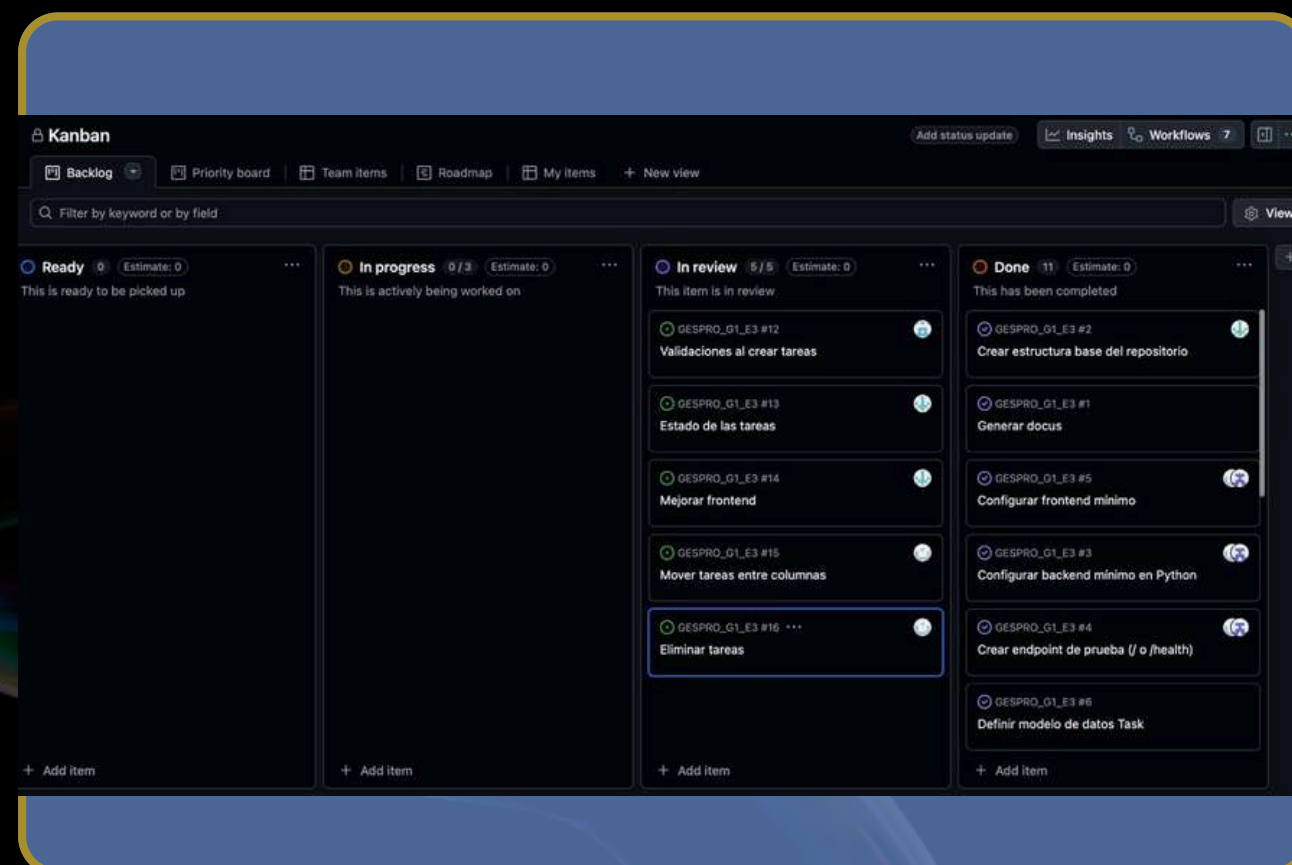 Kanban
Add status update
Insights
Workflows 7
Backlog
Priority board
Team items
Roadmap
My items
+ New view
Filter by keyword or by field
View
Ready 0 Estimate: 0 ...
This is ready to be picked up
+ Add item
In progress 0 / 3 Estimate: 0 ...
This is actively being worked on
+ Add item
In review 5 / 5 Estimate: 0 ...
This item is in review
GESPRO_G1_E3 #12
Validaciones al crear tareas
GESPRO_G1_E3 #13
Estado de las tareas
GESPRO_G1_E3 #14
Mejorar frontend
GESPRO_G1_E3 #15
Mover tareas entre columnas
GESPRO_G1_E3 #16 ...
Eliminar tareas
+ Add item
Done 11 Estimate: 0 ...
This has been completed
GESPRO_G1_E3 #2
Crear estructura base del repositorio
GESPRO_G1_E3 #1
Generar docus
GESPRO_G1_E3 #5
Configurar frontend mínimo
GESPRO_G1_E3 #3
Configurar backend mínimo en Python
GESPRO_G1_E3 #4
Crear endpoint de prueba (/ o /health)
GESPRO_G1_E3 #6
Definir modelo de datos Task
+ Add item